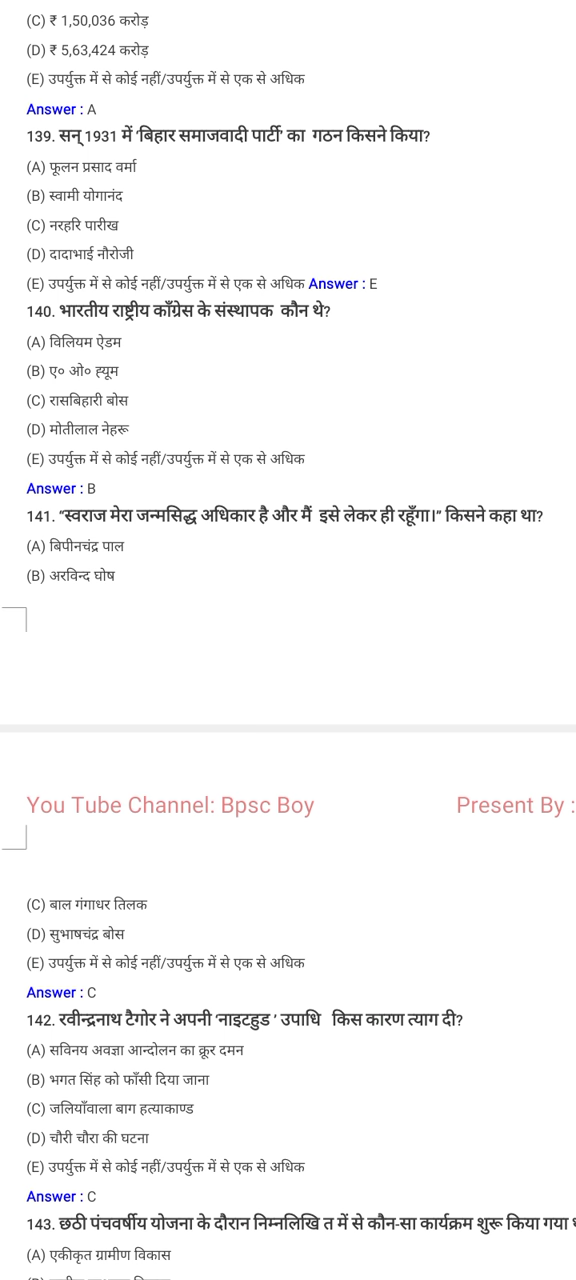 (C) ₹ 1,50,036 करोड़
(D) ₹ 5,63,424 करोड़
(E) उपर्युक्त में से कोई नहीं/उपर्युक्त में से एक से अधिक
Answer : A
139. सन् 1931 में ‘बिहार समाजवादी पार्टी’ का गठन किसने किया?
(A) फूलन प्रसाद वर्मा
(B) स्वामी योगानंद
(C) नरहरि पारीख
(D) दादाभाई नौरोजी
(E) उपर्युक्त में से कोई नहीं/उपर्युक्त में से एक से अधिक Answer : E
140. भारतीय राष्ट्रीय काँग्रेस के संस्थापक कौन थे?
(A) विलियम ऐडम
(B) ए० ओ० ह्यूम
(C) रासबिहारी बोस
(D) मोतीलाल नेहरू
(E) उपर्युक्त में से कोई नहीं/उपर्युक्त में से एक से अधिक
Answer : B
141. “स्वराज मेरा जन्मसिद्ध अधिकार है और मैं इसे लेकर ही रहूँगा।” किसने कहा था?
(A) बिपीनचंद्र पाल
(B) अरविन्द घोष
You Tube Channel: Bpsc Boy Present By :
(C) बाल गंगाधर तिलक
(D) सुभाषचंद्र बोस
(E) उपर्युक्त में से कोई नहीं/उपर्युक्त में से एक से अधिक
Answer : C
142. रवीन्द्रनाथ टैगोर ने अपनी ‘नाइटहुड ’ उपाधि किस कारण त्याग दी?
(A) सविनय अवज्ञा आन्दोलन का क्रूर दमन
(B) भगत सिंह को फाँसी दिया जाना
(C) जलियाँवाला बाग हत्याकाण्ड
(D) चौरी चौरा की घटना
(E) उपर्युक्त में से कोई नहीं/उपर्युक्त में से एक से अधिक
Answer : C
143. छठी पंचवर्षीय योजना के दौरान निम्नलिखि त में से कौन-सा कार्यक्रम शुरू किया गया
(A) एकीकृत ग्रामीण विकास